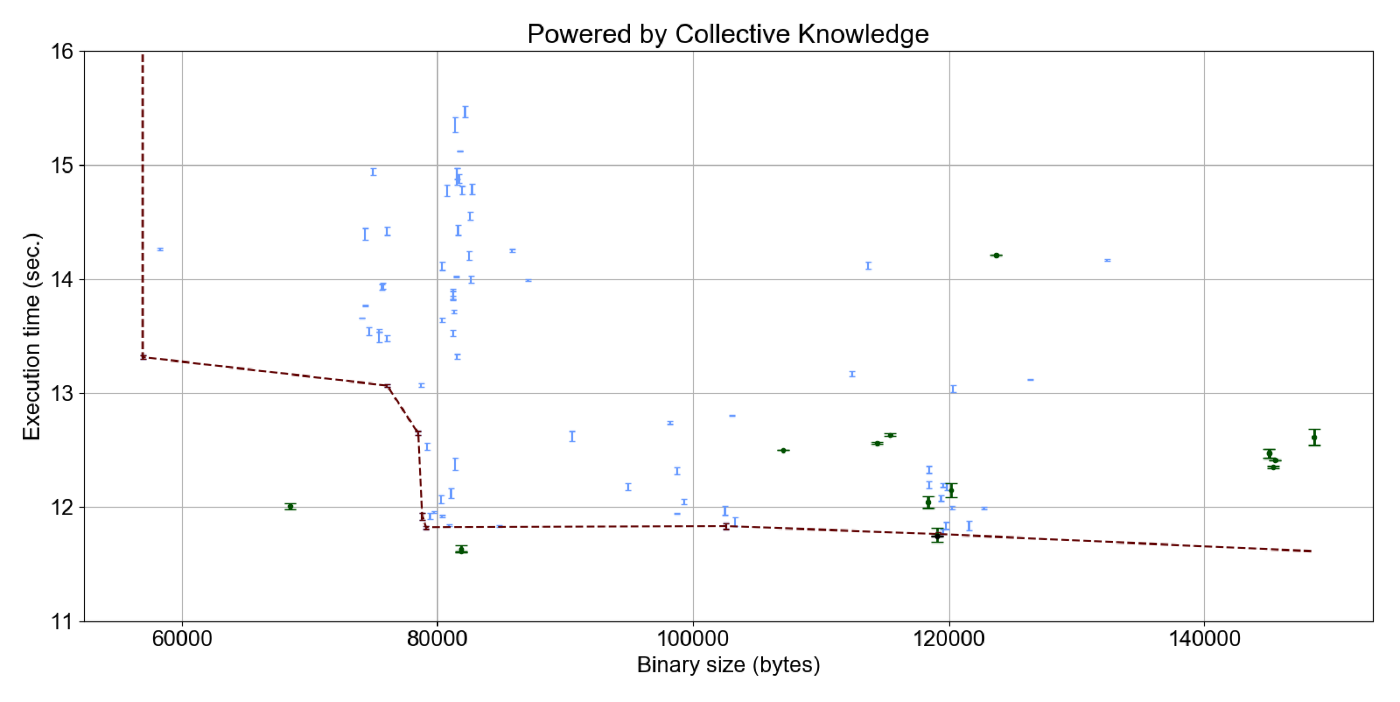 Powered by Collective Knowledge
Execution time (sec.)
16
15
14
13
12
11
60000 80000 100000 120000 140000
Binary size (bytes)